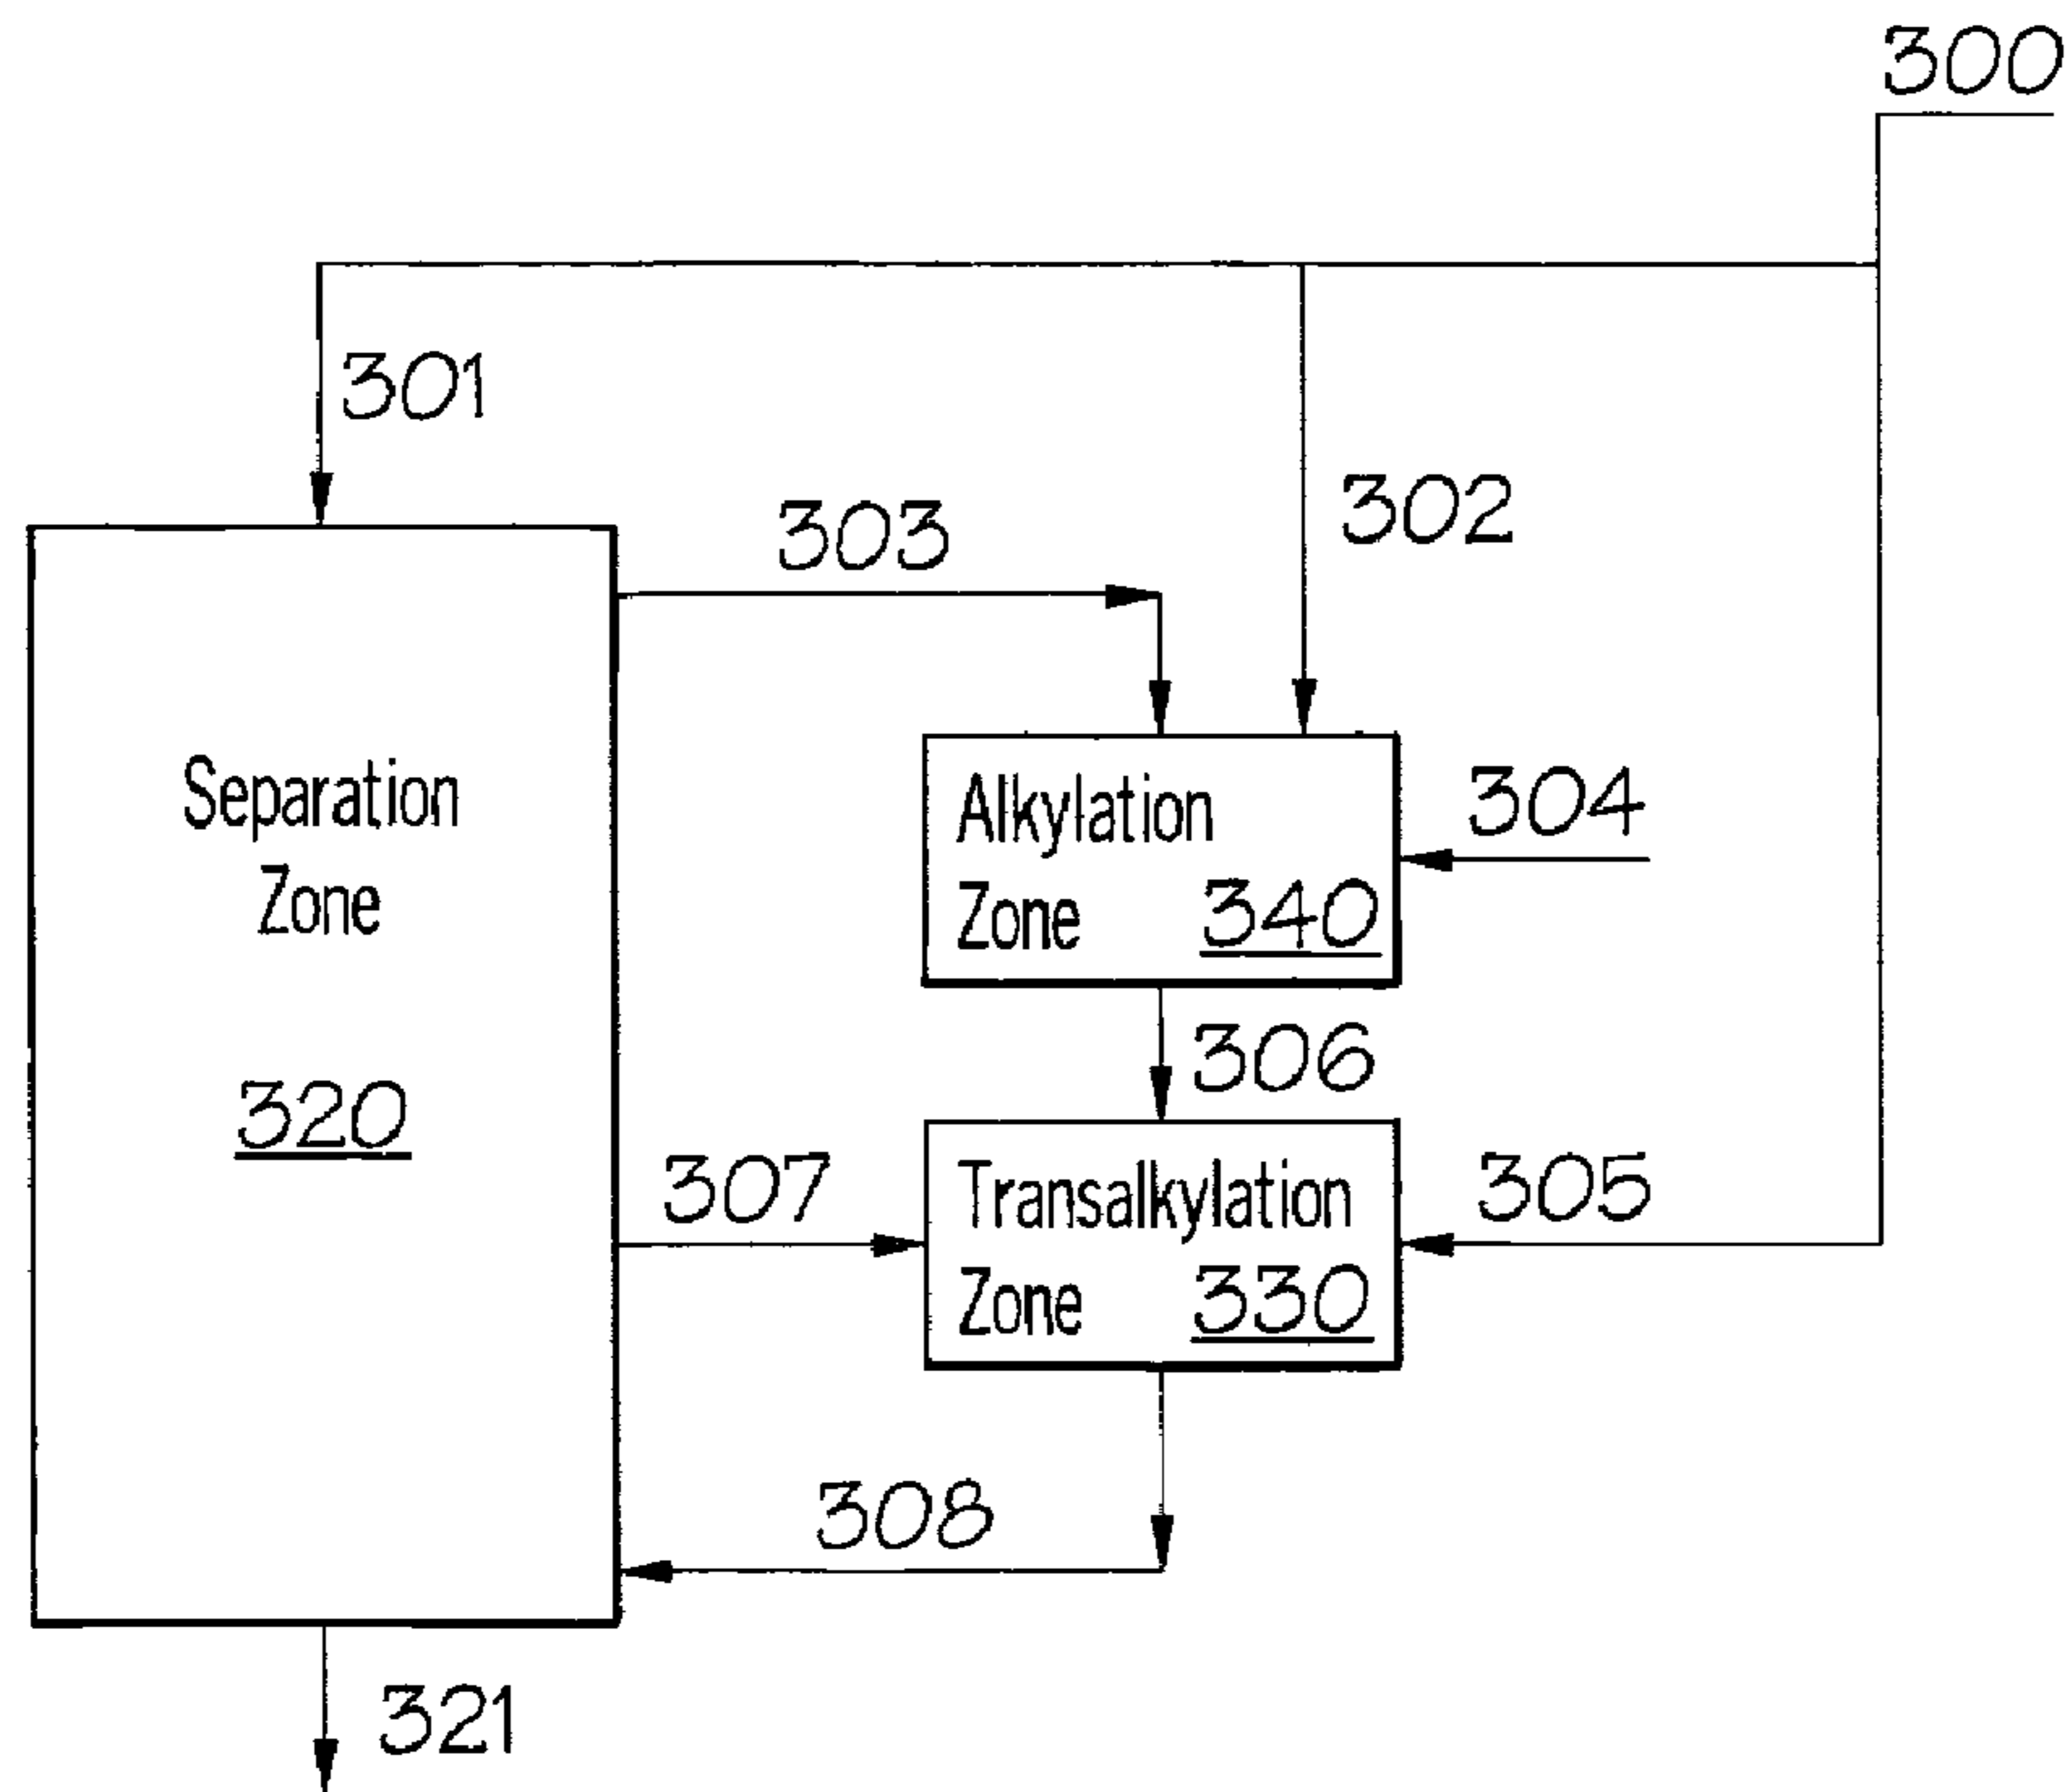 300
301
303
302
Separation
Zone
320
Alkylation
Zone 340
304
306
307
Transalkylation
Zone 330
305
308
321